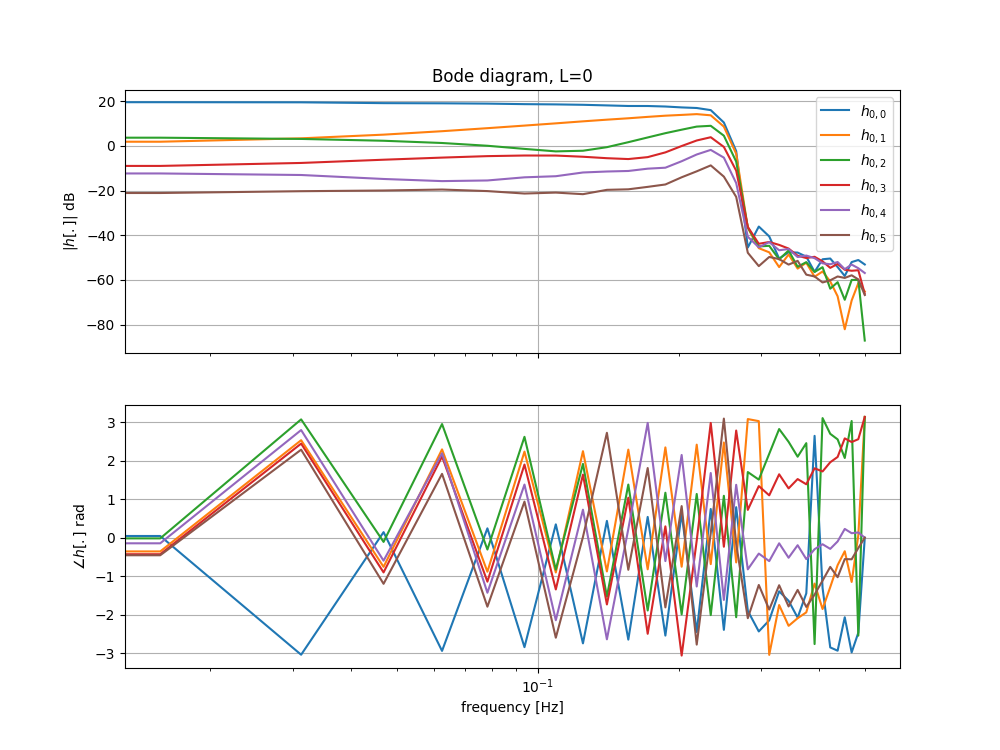 Bode diagram, L=0
|h[.]| dB
20
0
−20
−40
−60
−80
h0,0
h0,1
h0,2
h0,3
h0,4
h0,5
∠h[.] rad
3
2
1
0
−1
−2
−3
10−1
frequency [Hz]